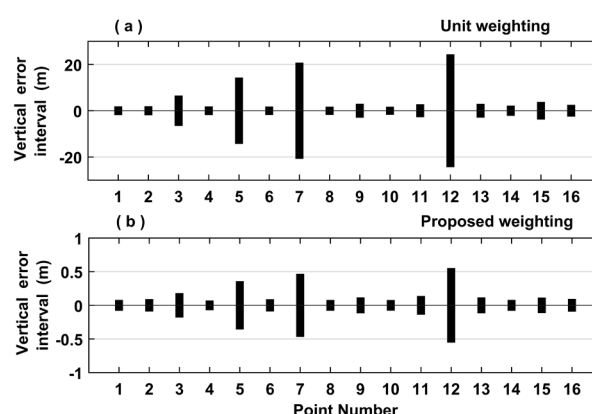 ( a )
Unit weighting
Vertical error
interval (m)
20
0
-20
1 2 3 4 5 6 7 8 9 10 11 12 13 14 15 16
( b )
Proposed weighting
Vertical error
interval (m)
1
0.5
0
-0.5
-1
1 2 3 4 5 6 7 8 9 10 11 12 13 14 15 16
Point Number